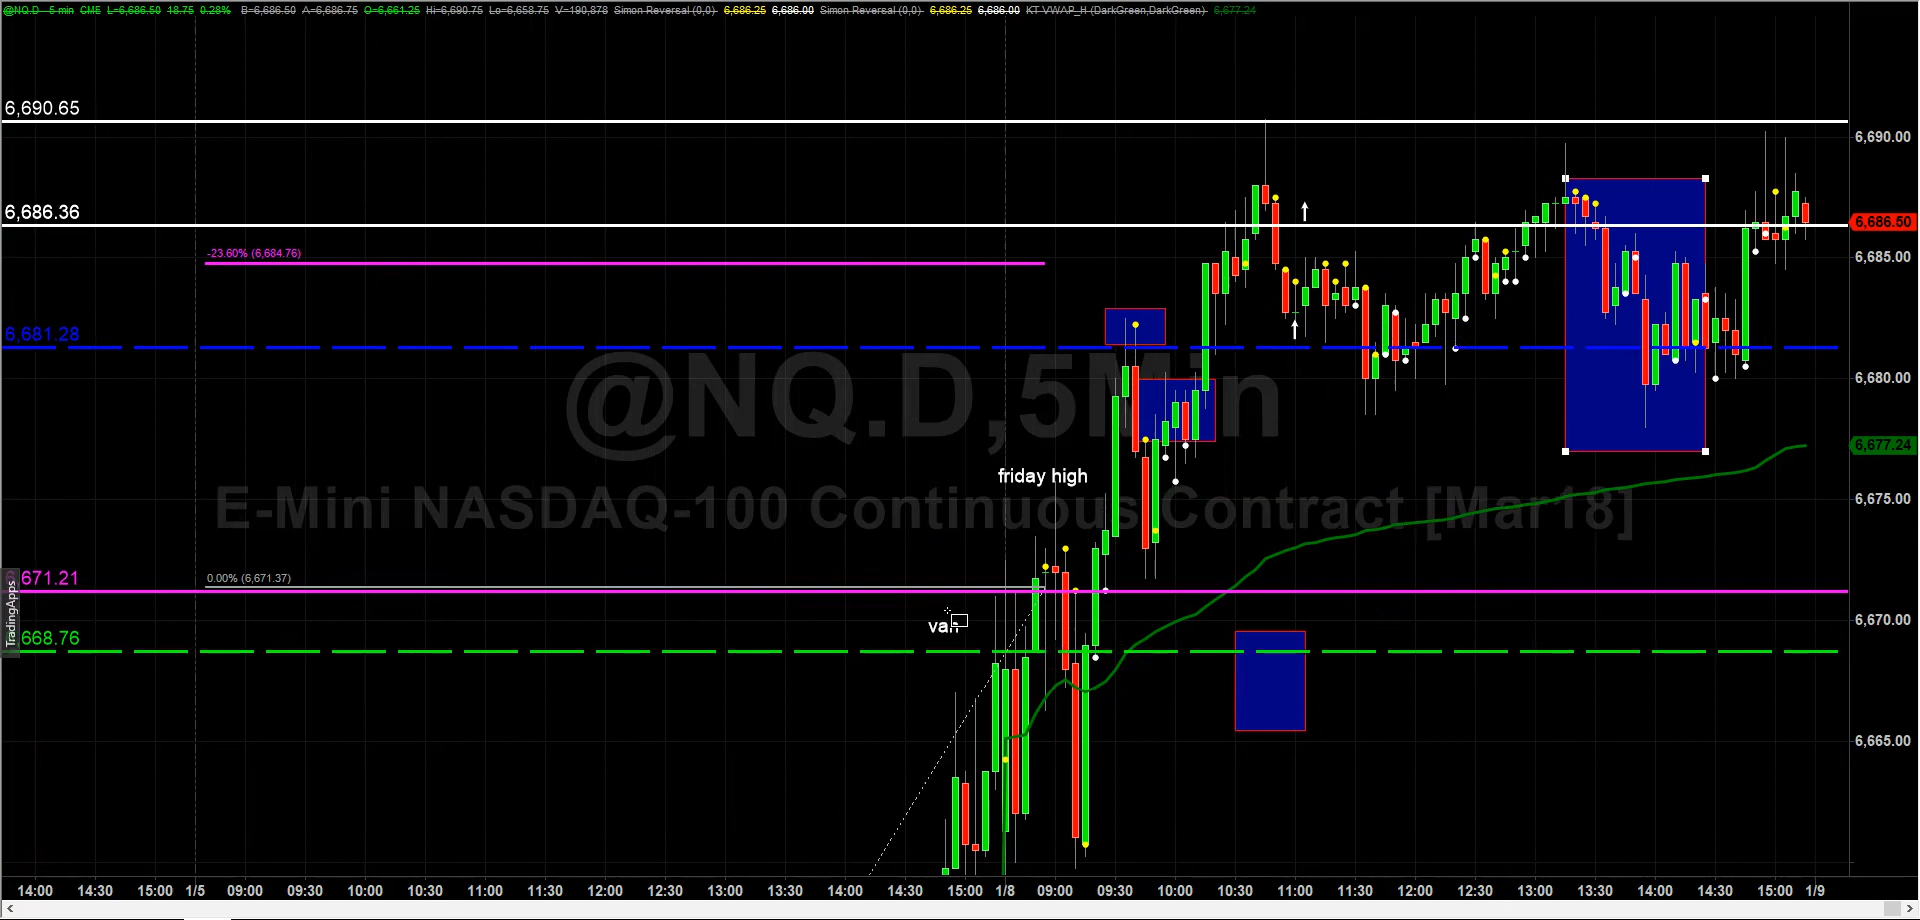 @NQ.D - 5 min CME L=6,686.50 18.75 0.28% B=6,686.50 A=6,686.75 O=6,661.25 Hi=6,690.75 Lo=6,658.75 V=190,878 Simon Reversal (0,0) 6,686.25 6,686.00 Simon Reversal (0,0) 6,686.25 6,686.00 KT VWAP_H (DarkGreen,DarkGreen) 6,677.24
6,690.65
6,690.00
6,686.36
6,686.50
-23.60% (6,684.76)
6,685.00
6,681.28
@NQ.D,5Min
6,680.00
6,677.24
friday high
E-Mini NASDAQ-100 Continuous Contract [Mar18]
6,675.00
671.21
0.00% (6,671.37)
TradingApps
6,670.00
668.76
6,665.00
14:00 14:30 15:00 1/5 09:00 09:30 10:00 10:30 11:00 11:30 12:00 12:30 13:00 13:30 14:00 14:30 15:00 1/8 09:00 09:30 10:00 10:30 11:00 11:30 12:00 12:30 13:00 13:30 14:00 14:30 15:00 1/9